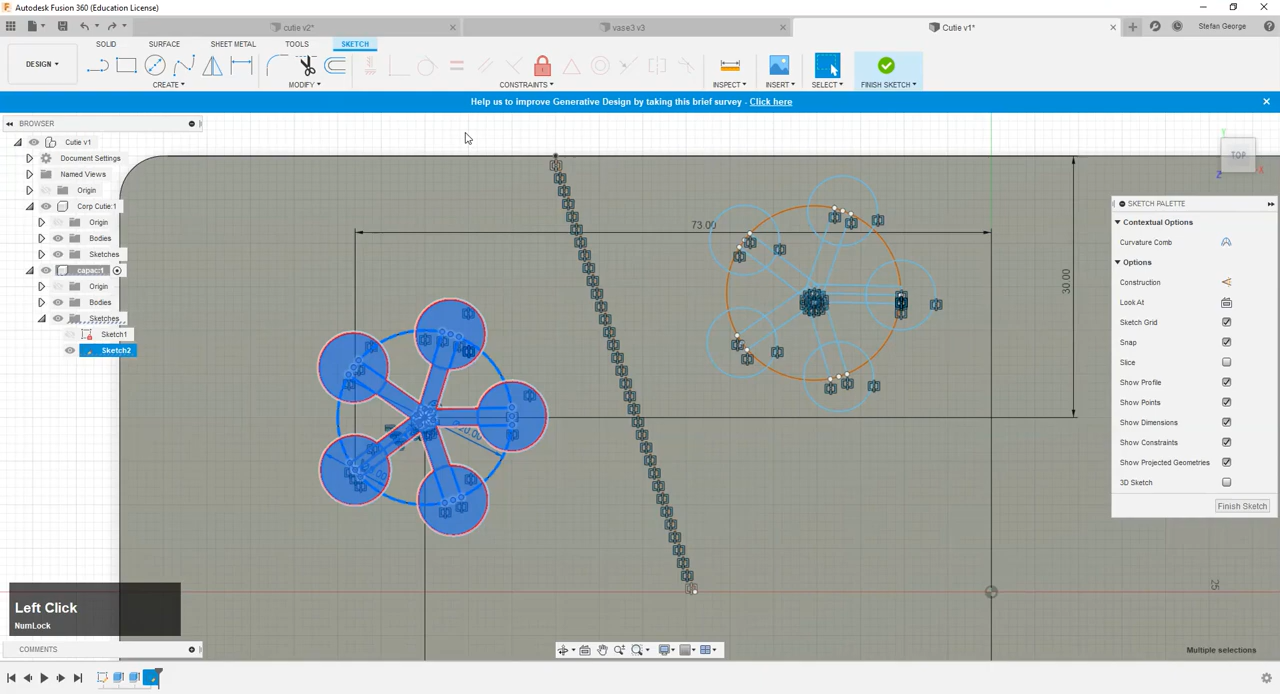 Autodesk Fusion 360 (Education License)
cutie v2*
vase3 v3
Cutie v1*
Stefan George
DESIGN
SOLID
SURFACE
SHEET METAL
TOOLS
SKETCH
CREATE
MODIFY
CONSTRAINTS
INSPECT
INSERT
SELECT
FINISH SKETCH
Help us to improve Generative Design by taking this brief survey - Click here
BROWSER
Cutie v1
Document Settings
Named Views
Origin
Corp Cutie:1
Origin
Bodies
Sketches
capac:1
Origin
Bodies
Sketches
Sketch1
Sketch2
73.00
30.00
25
TOP
X
Y
Z
SKETCH PALETTE
Contextual Options
Curvature Comb
Options
Construction
Look At
Sketch Grid
Snap
Slice
Show Profile
Show Points
Show Dimensions
Show Constraints
Show Projected Geometries
3D Sketch
Finish Sketch
Left Click
NumLock
COMMENTS
Multiple selections